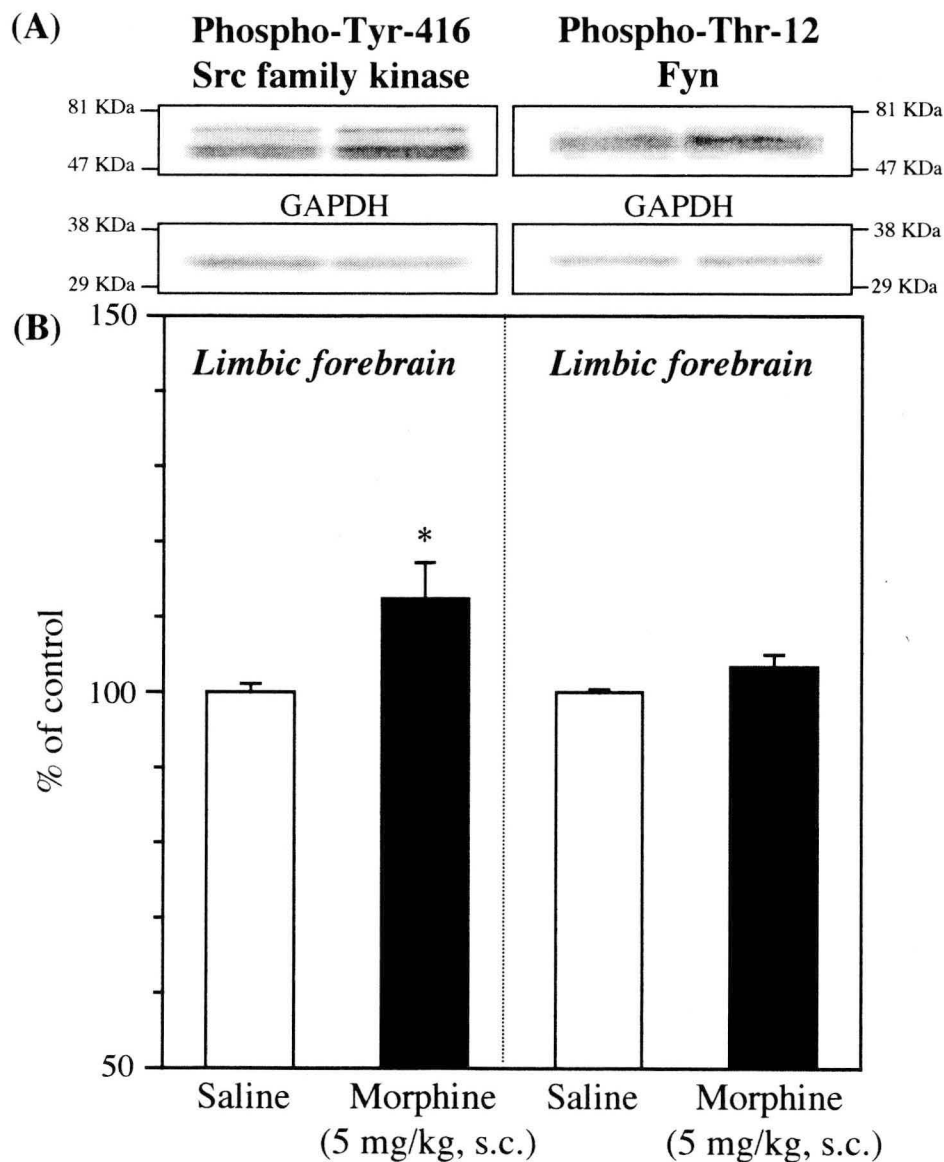 (A)
Phospho-Tyr-416
Src family kinase
Phospho-Thr-12
Fyn
81 KDa
47 KDa
81 KDa
47 KDa
GAPDH
GAPDH
38 KDa
29 KDa
38 KDa
29 KDa
(B)
150
100
50
% of control
Limbic forebrain
Limbic forebrain
*
Saline
Morphine
(5 mg/kg, s.c.)
Saline
Morphine
(5 mg/kg, s.c.)